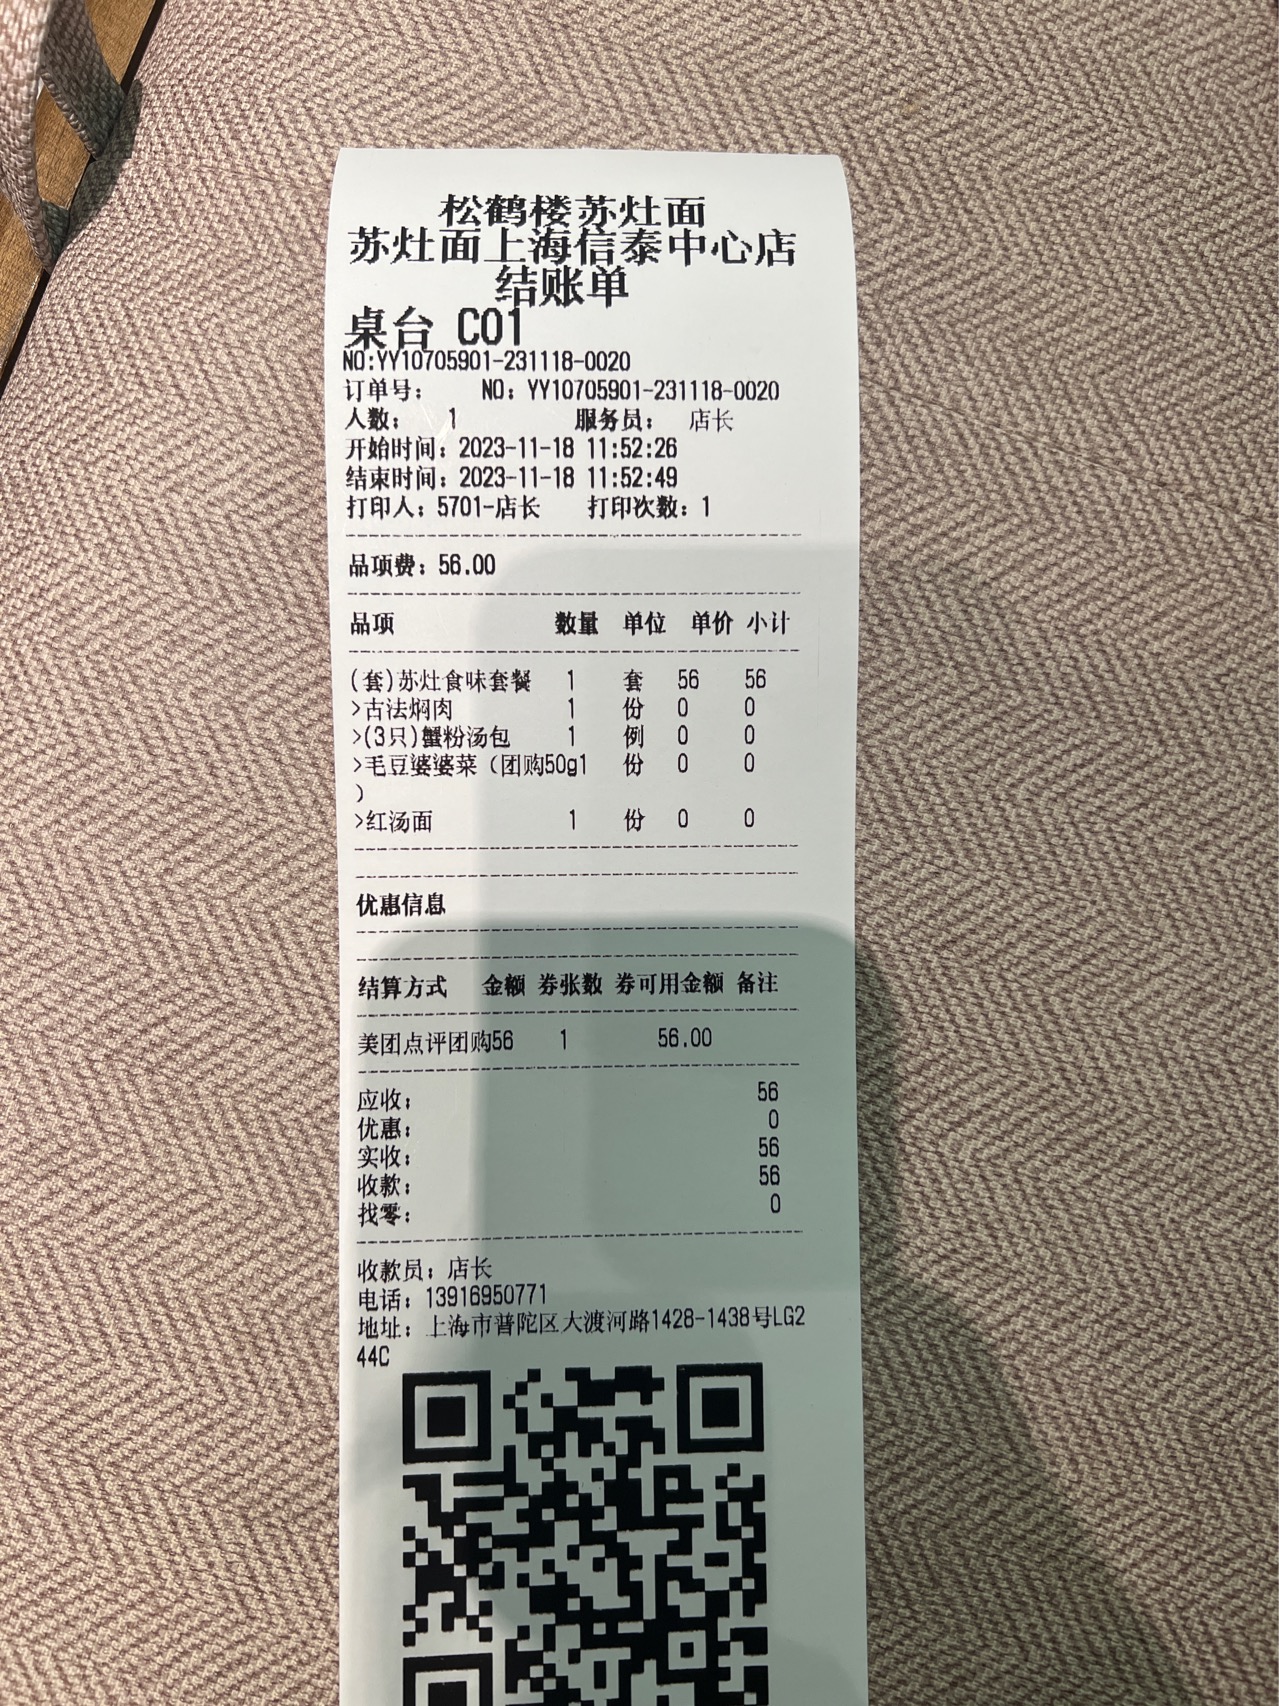 松鹤楼苏灶面
苏灶面上海信泰中心店
结账单
桌台 C01
NO:YY10705901-231118-0020
订单号: NO: YY10705901-231118-0020
人数: 1 服务员: 店长
开始时间: 2023-11-18 11:52:26
结束时间: 2023-11-18 11:52:49
打印人: 5701-店长 打印次数: 1
品项费: 56.00
品项 数量 单位 单价 小计
(套)苏灶食味套餐 1 套 56 56
>古法焖肉 1 份 0 0
>(3只)蟹粉汤包 1 例 0 0
>毛豆婆婆菜（团购50g1 份 0 0
）
>红汤面 1 份 0 0
优惠信息
结算方式 金额 券张数 券可用金额 备注
美团点评团购56 1 56.00
应收: 56
优惠: 0
实收: 56
收款: 56
找零: 0
收款员: 店长
电话: 13916950771
地址: 上海市普陀区大渡河路1428-1438号LG2
44C